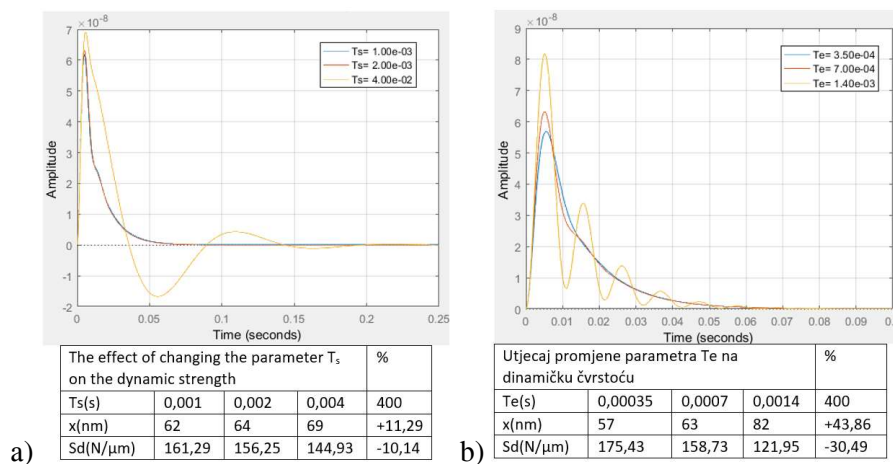 ×10⁻⁸
7
6
5
4
3
2
1
0
-1
-2
Amplitude
0
0.05
0.1
0.15
0.2
0.25
Time (seconds)
Ts= 1.00e-03
Ts= 2.00e-03
Ts= 4.00e-02
The effect of changing the parameter Tₛ %
on the dynamic strength
Ts(s) 0,001 0,002 0,004 400
x(nm) 62 64 69 +11,29
Sd(N/μm) 161,29 156,25 144,93 -10,14
a)
×10⁻⁸
9
8
7
6
5
4
3
2
1
0
Amplitude
0
0.01
0.02
0.03
0.04
0.05
0.06
0.07
0.08
0.09
Time (seconds)
Te= 3.50e-04
Te= 7.00e-04
Te= 1.40e-03
Utjecaj promjene parametra Te na %
dinamičku čvrstoću
Te(s) 0,00035 0,0007 0,0014 400
x(nm) 57 63 82 +43,86
Sd(N/μm) 175,43 158,73 121,95 -30,49
b)